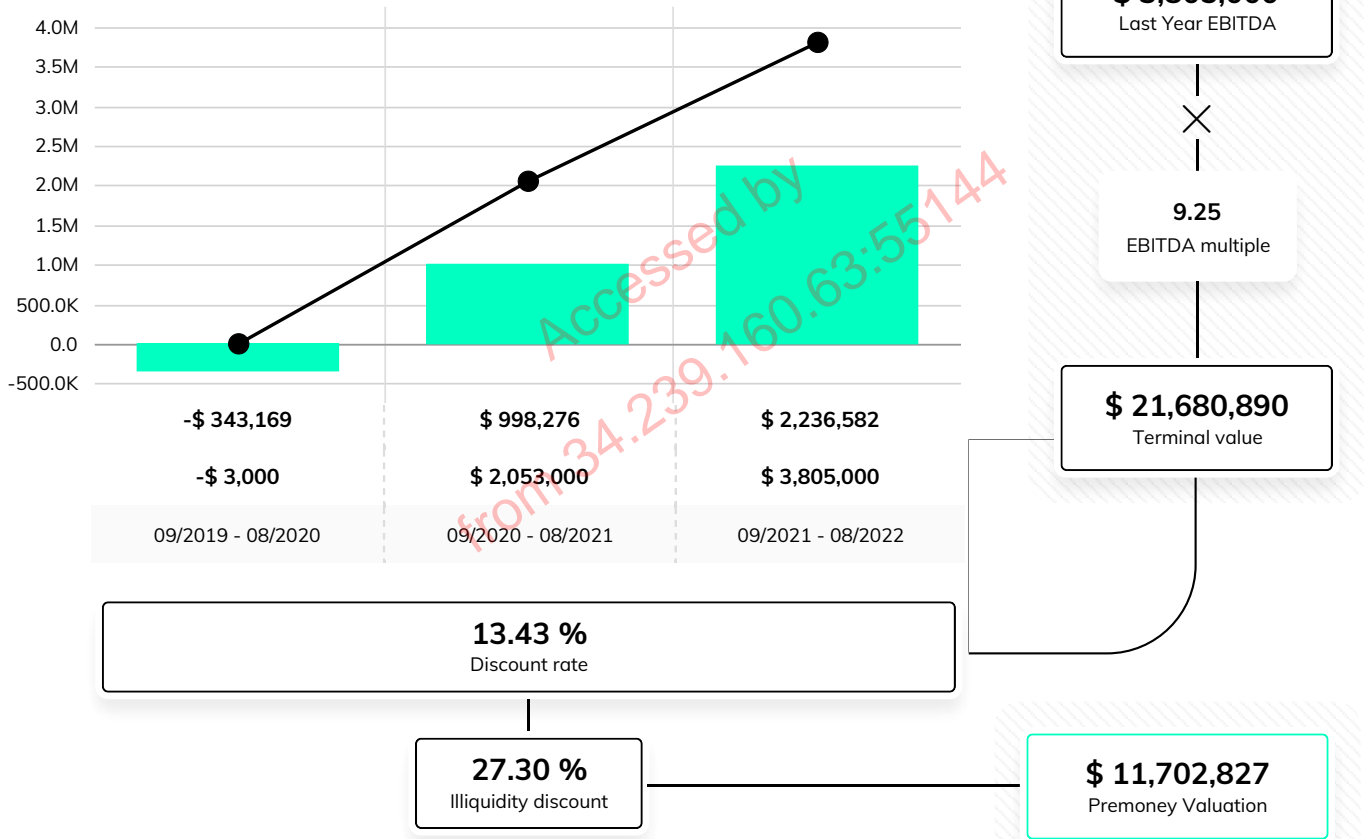 4.0M
3.5M
3.0M
2.5M
2.0M
1.5M
1.0M
500.0K
0.0
-500.0K
-$ 343,169 $ 998,276 $ 2,236,582
-$ 3,000 $ 2,053,000 $ 3,805,000
09/2019 - 08/2020 09/2020 - 08/2021 09/2021 - 08/2022
Last Year EBITDA
9.25
EBITDA multiple
$ 21,680,890
Terminal value
13.43 %
Discount rate
27.30 %
Illiquidity discount
$ 11,702,827
Premoney Valuation
Accessed by
from 34.239.160.63:55144